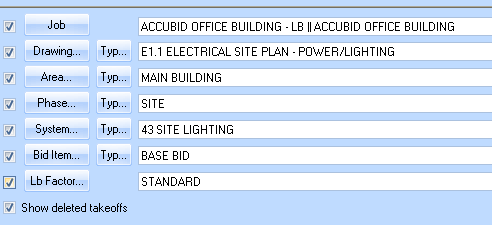 Job ACCUBID OFFICE BUILDING - LB || ACCUBID OFFICE BUILDING
Drawing... Typ... E1.1 ELECTRICAL SITE PLAN - POWER/LIGHTING
Area... Typ... MAIN BUILDING
Phase... Typ... SITE
System... Typ... 43 SITE LIGHTING
Bid Item... Typ... BASE BID
Lb Factor... STANDARD
Show deleted takeoffs